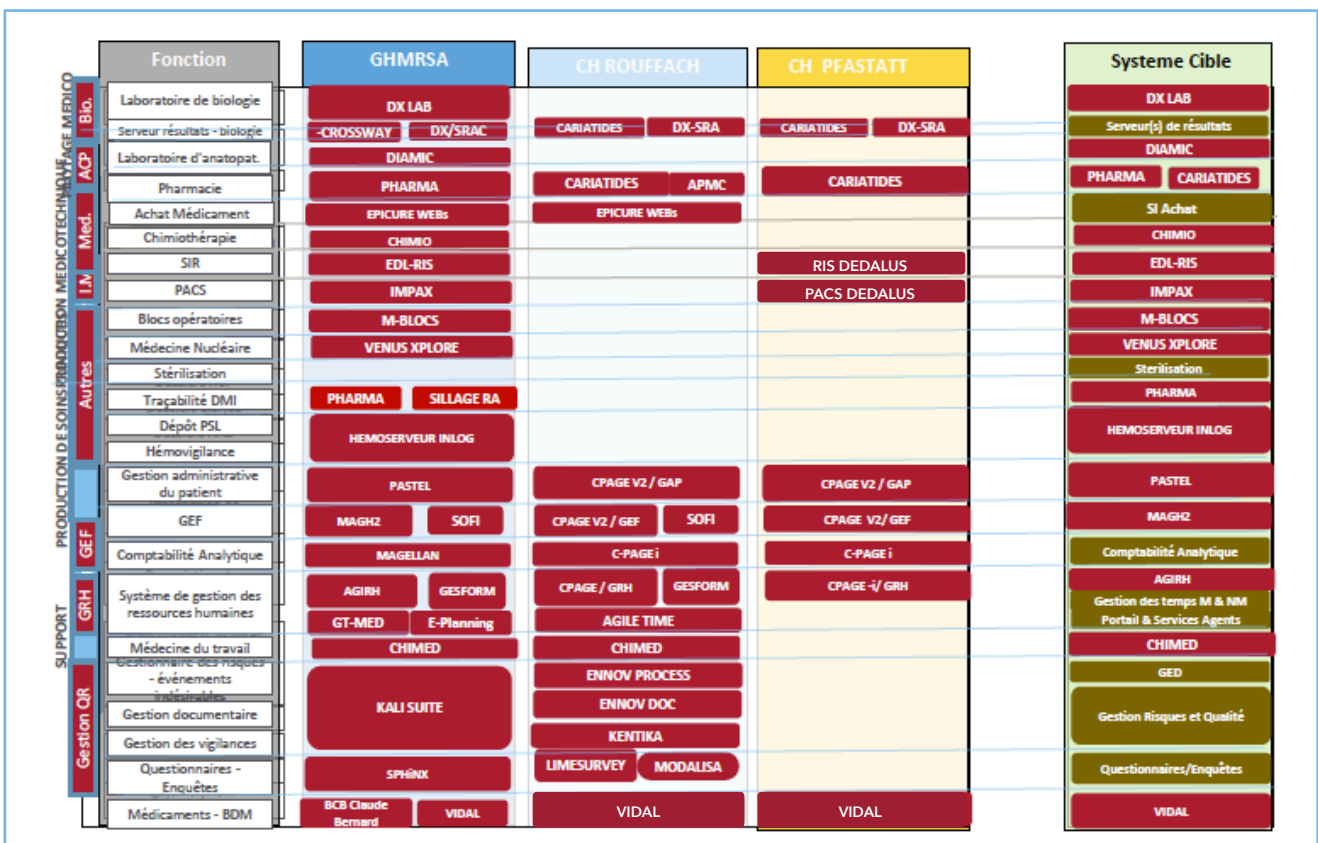 Fonction GHMRSA CH ROUFFACH CH PFASTATT Systeme Cible
PRODUCTION DE SOINS
SUPPORT
Bio.
ACP
Med.
I.M
Autres
GEF
GRH
Gestion QR
Laboratoire de biologie DX LAB DX LAB
Serveur résultats - biologie -CROSSWAY DX/SRAC CARIATIDES DX-SRA CARIATIDES DX-SRA Serveur(s) de résultats
Laboratoire d'anatopat. DIAMIC DIAMIC
Pharmacie PHARMA CARIATIDES APMC CARIATIDES PHARMA CARIATIDES
Achat Médicament EPICURE WEBs EPICURE WEBs SI Achat
Chimiothérapie CHIMIO CHIMIO
SIR EDL-RIS RIS DEDALUS EDL-RIS
PACS IMPAX PACS DEDALUS IMPAX
Blocs opératoires M-BLOCS M-BLOCS
Médecine Nucléaire VENUS XPLORE VENUS XPLORE
Stérilisation Sterilisation
Traçabilité DMI PHARMA SILLAGE RA PHARMA
Dépôt PSL
HEMOSERVEUR INLOG HEMOSERVEUR INLOG
Hémovigilance
Gestion administrative
du patient
PASTEL CPAGE V2 / GAP CPAGE V2 / GAP PASTEL
GEF MAGH2 SOFI CPAGE V2 / GEF SOFI CPAGE V2/ GEF MAGH2
Comptabilité Analytique MAGELLAN C-PAGE i C-PAGE i Comptabilité Analytique
Système de gestion des
ressources humaines
AGIRH GESFORM CPAGE / GRH GESFORM CPAGE -i/ GRH AGIRH
GT-MED E-Planning AGILE TIME Gestion des temps M & NM
Portail & Services Agents
Médecine du travail CHIMED CHIMED CHIMED
Gestionnaire des risques
- événements
indésirables
ENNOV PROCESS GED
Gestion documentaire KALI SUITE ENNOV DOC Gestion Risques et Qualité
Gestion des vigilances KENTIKA
Questionnaires -
Enquêtes
SPHiNX LIMESURVEY MODALISA Questionnaires/Enquêtes
Médicaments - BDM BCB Claude
Bernard
VIDAL VIDAL VIDAL VIDAL